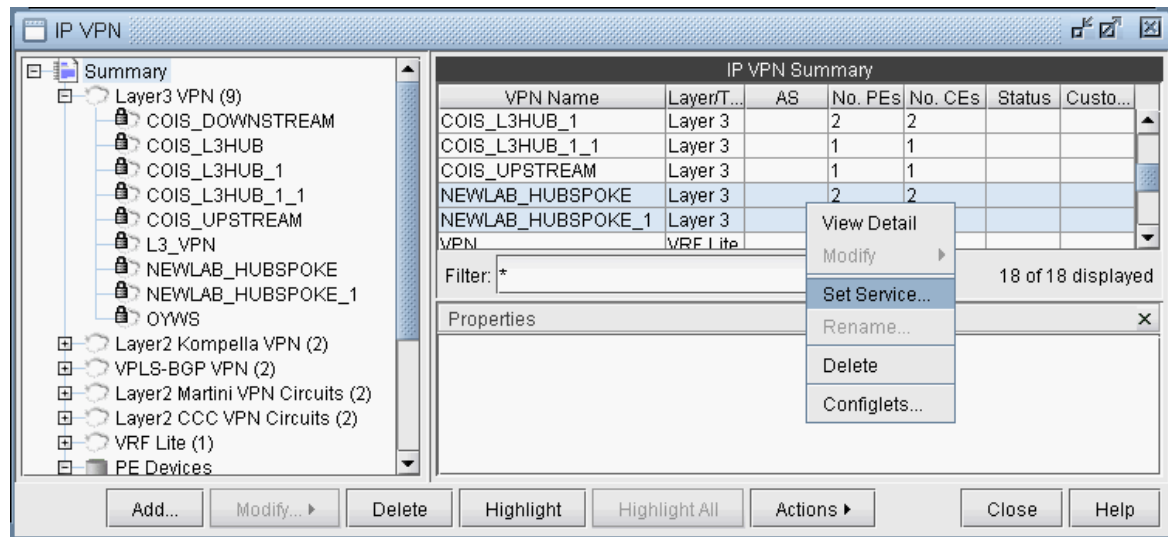 IP VPN
Summary
Layer3 VPN (9)
COIS_DOWNSTREAM
COIS_L3HUB
COIS_L3HUB_1
COIS_L3HUB_1_1
COIS_UPSTREAM
L3_VPN
NEWLAB_HUBSPOKE
NEWLAB_HUBSPOKE_1
OYWS
Layer2 Kompella VPN (2)
VPLS-BGP VPN (2)
Layer2 Martini VPN Circuits (2)
Layer2 CCC VPN Circuits (2)
VRF Lite (1)
PE Devices
IP VPN Summary
VPN Name Layer/T... AS No. PEs No. CEs Status Custo...
COIS_L3HUB_1 Layer 3 2 2
COIS_L3HUB_1_1 Layer 3 1 1
COIS_UPSTREAM Layer 3 1 1
NEWLAB_HUBSPOKE Layer 3 2 2
NEWLAB_HUBSPOKE_1 Layer 3
VPN VRF Lite
Filter: * 18 of 18 displayed
Properties
View Detail
Modify
Set Service...
Rename...
Delete
Configlets...
Add... Modify... Delete Highlight Highlight All Actions Close Help